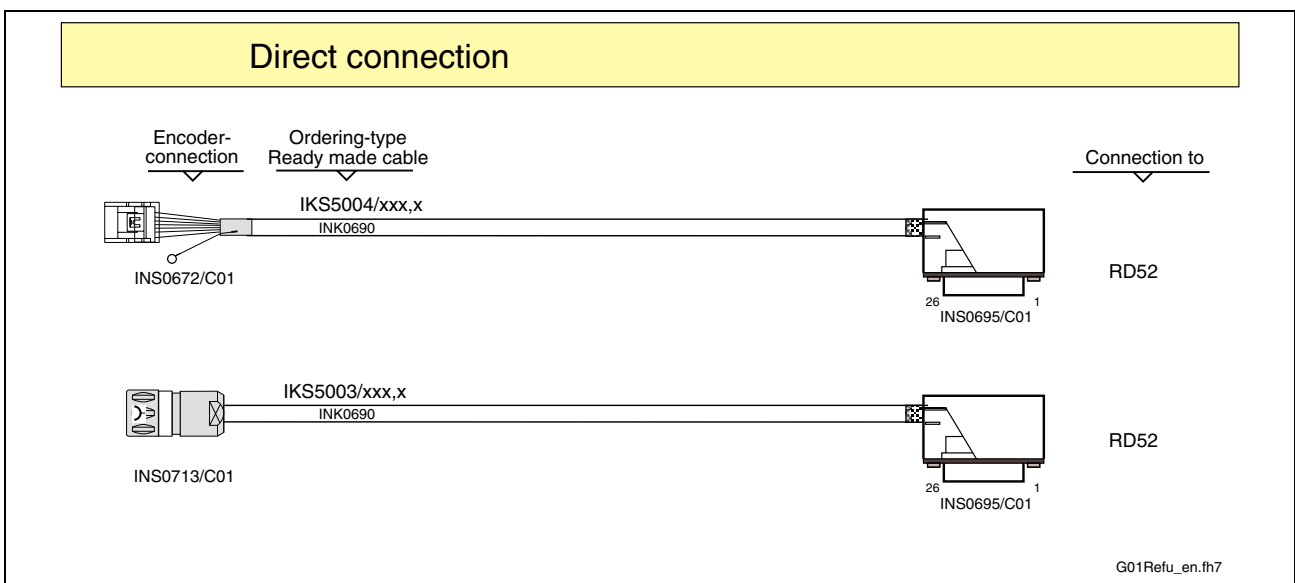 Direct connection
Encoder-
connection
Ordering-type
Ready made cable
Connection to
IKS5004/xxx,x
INK0690
INS0672/C01
RD52
26
1
INS0695/C01
IKS5003/xxx,x
INK0690
INS0713/C01
RD52
26
1
INS0695/C01
G01Refu_en.fh7